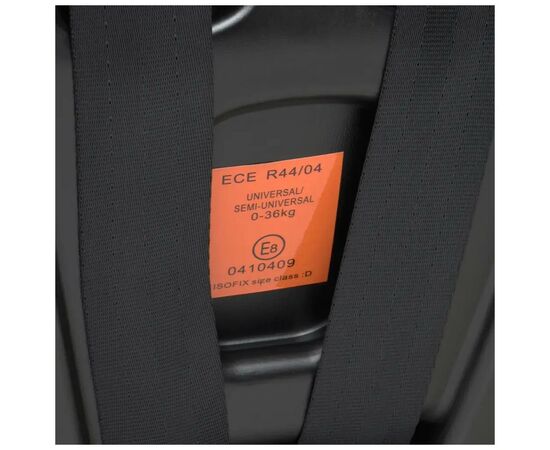 ECE R44/04
UNIVERSAL/
SEMI-UNIVERSAL
0-36kg
E8
0410409
ISOFIX size class :D